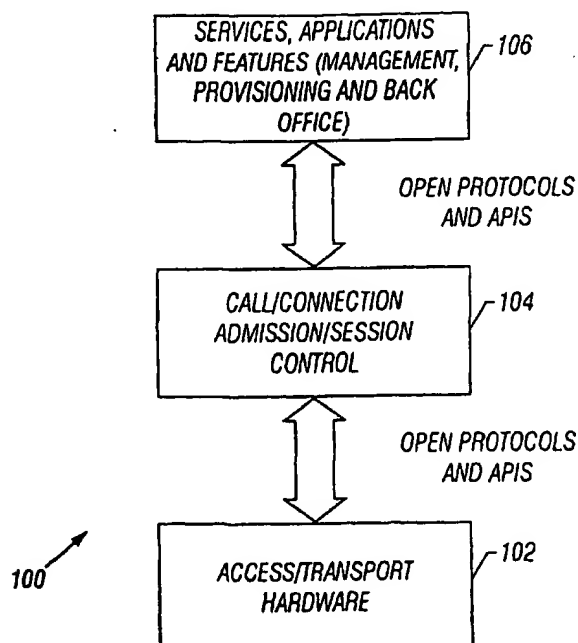 SERVICES, APPLICATIONS
AND FEATURES (MANAGEMENT,
PROVISIONING AND BACK
OFFICE)
106
OPEN PROTOCOLS
AND APIS
CALL/CONNECTION
ADMISSION/SESSION
CONTROL
104
OPEN PROTOCOLS
AND APIS
ACCESS/TRANSPORT
HARDWARE
102
100